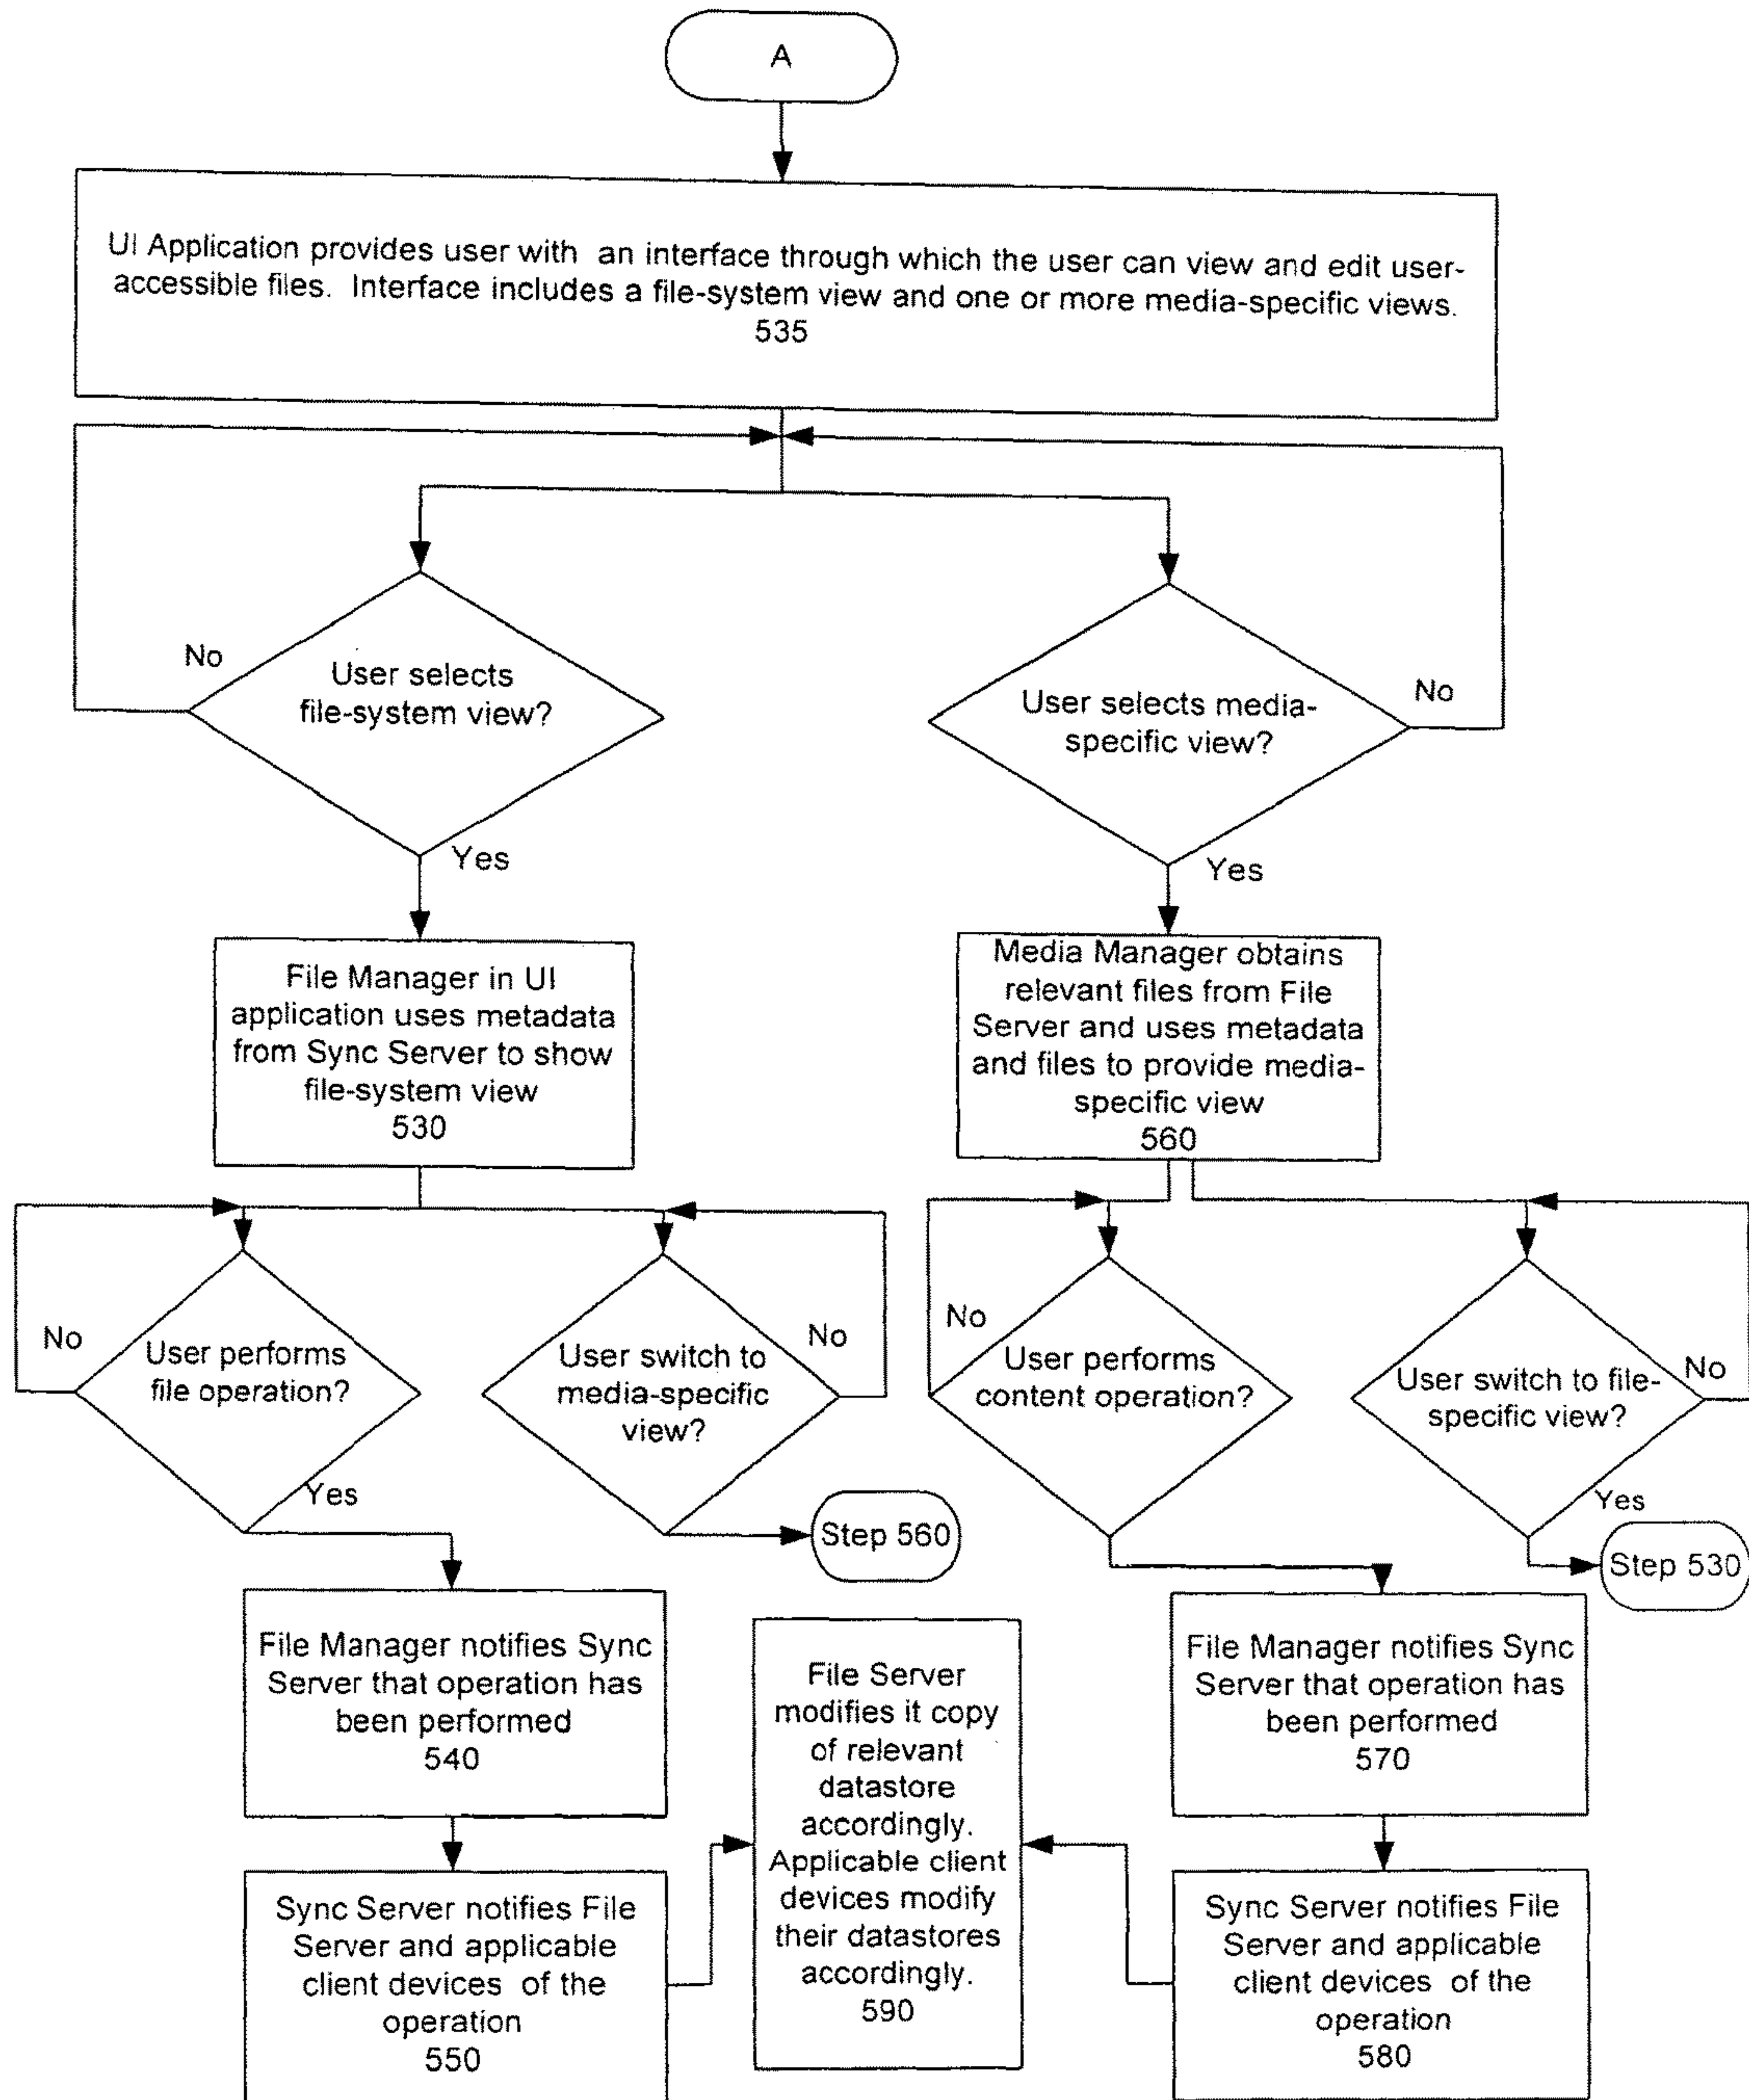 A
UI Application provides user with an interface through which the user can view and edit user-
accessible files. Interface includes a file-system view and one or more media-specific views.
535
No
User selects
file-system view?
Yes
User selects media-
specific view?
No
Yes
File Manager in UI
application uses metadata
from Sync Server to show
file-system view
530
Media Manager obtains
relevant files from File
Server and uses metadata
and files to provide media-
specific view
560
No
User performs
file operation?
Yes
User switch to
media-specific
view?
No
Step 560
No
User performs
content operation?
User switch to file-
specific view?
No
Yes
Step 530
File Manager notifies Sync
Server that operation has
been performed
540
File Server
modifies it copy
of relevant
datastore
accordingly.
Applicable client
devices modify
their datastores
accordingly.
590
File Manager notifies Sync
Server that operation has
been performed
570
Sync Server notifies File
Server and applicable
client devices of the
operation
550
Sync Server notifies File
Server and applicable
client devices of the
operation
580